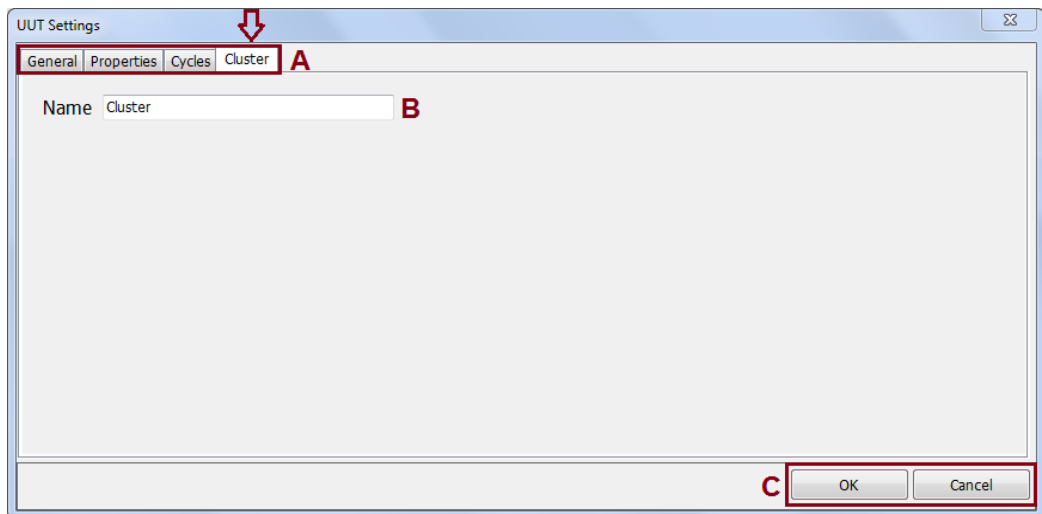 UUT Settings
General Properties Cycles Cluster A
Name Cluster B
C OK Cancel